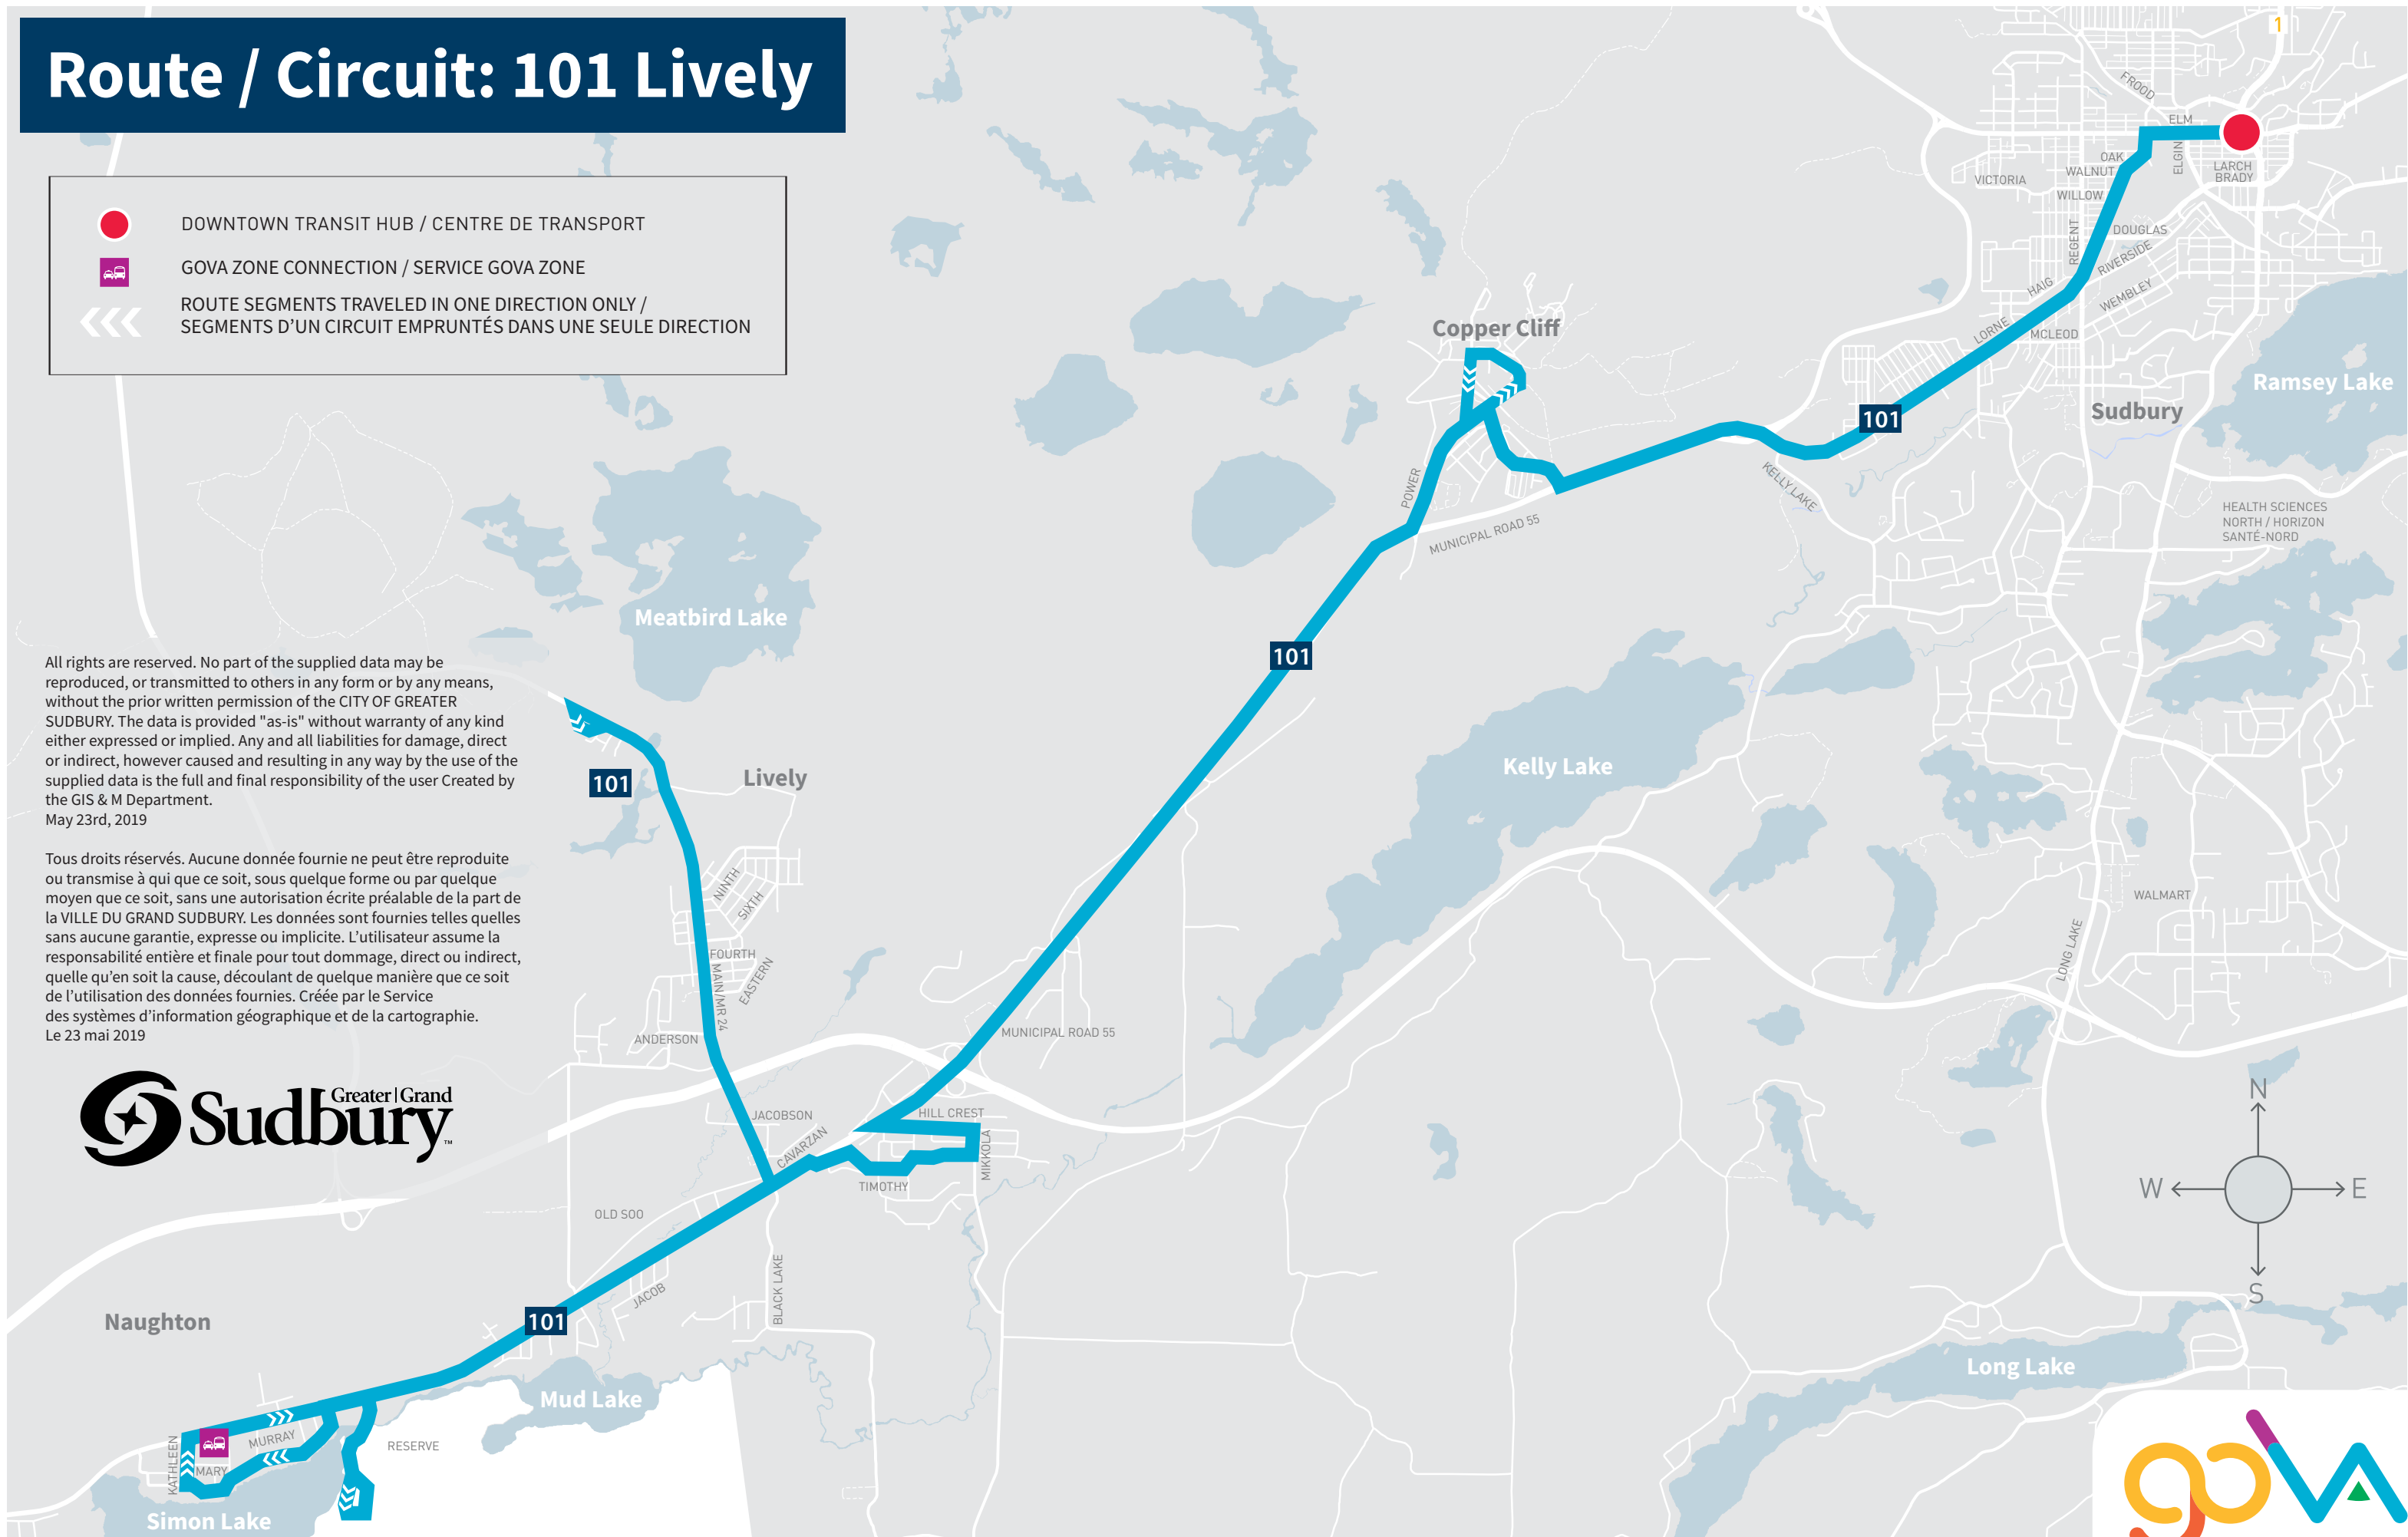 Route / Circuit: 101 Lively
DOWNTOWN TRANSIT HUB / CENTRE DE TRANSPORT
GOVA ZONE CONNECTION / SERVICE GOVA ZONE
ROUTE SEGMENTS TRAVELED IN ONE DIRECTION ONLY /
SEGMENTS D'UN CIRCUIT EMPRUNTÉS DANS UNE SEULE DIRECTION
1
FROOD
ELM
ELGIN
OAK
WALNUT
LARCH
BRADY
VICTORIA
WILLOW
REGENT
DOUGLAS
RIVERSIDE
HAIG
WEMBLEY
LORNE
MCLEOD
Copper Cliff
Ramsey Lake
Sudbury
101
POWER
KELLY LAKE
MUNICIPAL ROAD 55
HEALTH SCIENCES
NORTH / HORIZON
SANTÉ-NORD
Meatbird Lake
101
All rights are reserved. No part of the supplied data may be
reproduced, or transmitted to others in any form or by any means,
without the prior written permission of the CITY OF GREATER
SUDBURY. The data is provided "as-is" without warranty of any kind
either expressed or implied. Any and all liabilities for damage, direct
or indirect, however caused and resulting in any way by the use of the
supplied data is the full and final responsibility of the user Created by
the GIS & M Department.
May 23rd, 2019
Tous droits réservés. Aucune donnée fournie ne peut être reproduite
ou transmise à qui que ce soit, sous quelque forme ou par quelque
moyen que ce soit, sans une autorisation écrite préalable de la part de
la VILLE DU GRAND SUDBURY. Les données sont fournies telles quelles
sans aucune garantie, expresse ou implicite. L'utilisateur assume la
responsabilité entière et finale pour tout dommage, direct ou indirect,
quelle qu'en soit la cause, découlant de quelque manière que ce soit
de l'utilisation des données fournies. Créée par le Service
des systèmes d'information géographique et de la cartographie.
Le 23 mai 2019
101
Lively
Kelly Lake
NINTH
SIXTH
FOURTH
MAIN/MR 24
EASTERN
ANDERSON
WALMART
LONG LAKE
MUNICIPAL ROAD 55
Greater|Grand
Sudbury™
JACOBSON
CAVARZAN
HILL CREST
MIKKOLA
TIMOTHY
OLD SOO
JACOB
BLACK LAKE
N
W
E
S
Naughton
101
Long Lake
Mud Lake
KATHLEEN
MURRAY
MARY
RESERVE
Simon Lake
gova